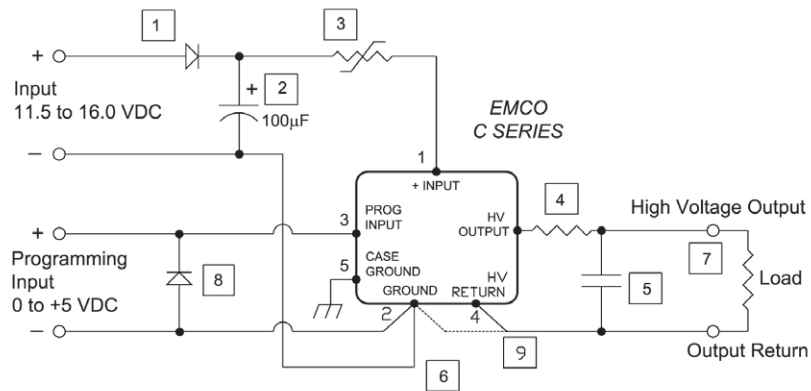 1
3
+
Input
11.5 to 16.0 VDC
−
+
2
100µF
EMCO
C SERIES
1
+ INPUT
4
High Voltage Output
+
3
PROG
INPUT
HV
OUTPUT
7
Programming
Input
0 to +5 VDC
8
5
CASE
GROUND
HV
RETURN
GROUND
5
Load
−
2
4
9
Output Return
6